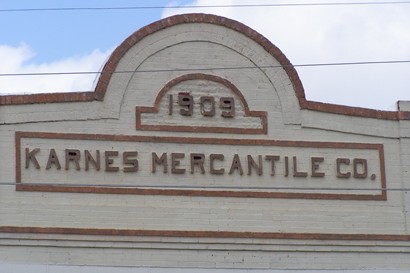 1909
KARNES MERCANTILE CO.